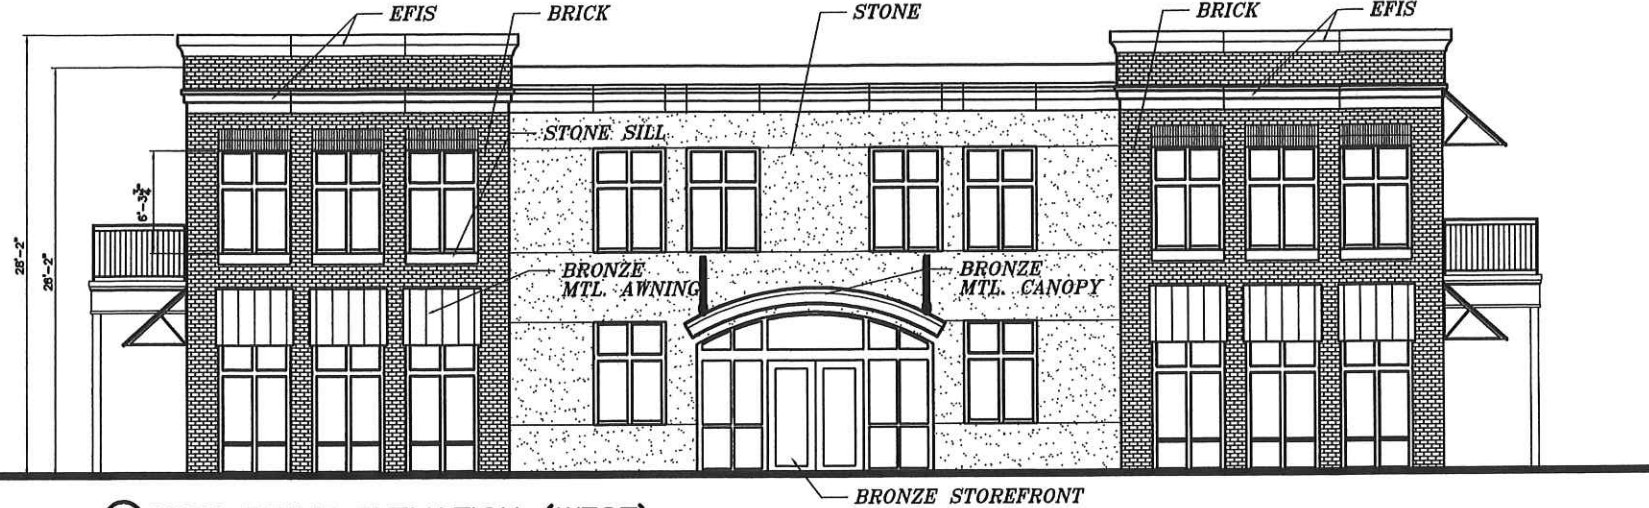 EFIS
BRICK
STONE
BRICK
EFIS
STONE SILL
6'-3¾"
28'-2"
26'-2"
BRONZE
MTL. AWNING
BRONZE
MTL. CANOPY
BRONZE STOREFRONT
(WEST)